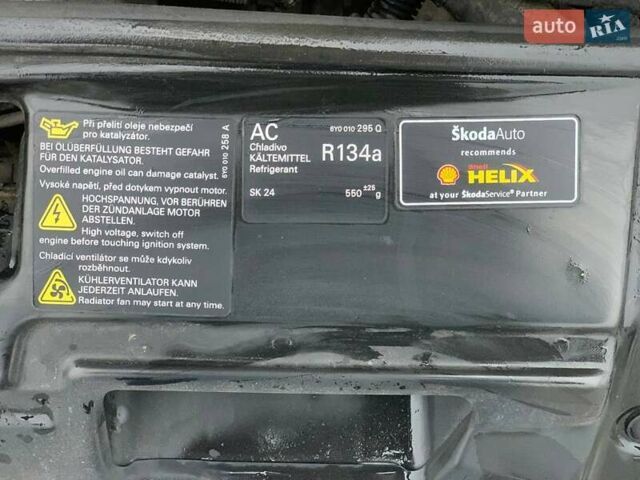 auto RIA
.com
Při přelití oleje nebezpečí
pro katalyzátor.
BEI ÖLÜBERFÜLLUNG BESTEHT GEFAHR
FÜR DEN KATALYSATOR.
Overfilled engine oil can damage catalyst.
Vysoké napětí, před dotykem vypnout motor.
HOCHSPANNUNG, VOR BERÜHREN
DER ZÜNDANLAGE MOTOR
ABSTELLEN.
High voltage, switch off
engine before touching ignition system.
Chladící ventilátor se může kdykoliv
rozběhnout.
KÜHLERVENTILATOR KANN
JEDERZEIT ANLAUFEN.
Radiator fan may start at any time.
6Y0 010 258 A
AC 6Y0 010 295 Q
Chladivo
KÄLTEMITTEL R134a
Refrigerant
SK 24 550 ±25 g
ŠkodaAuto
recommends
Shell
HELIX
at your ŠkodaService® Partner